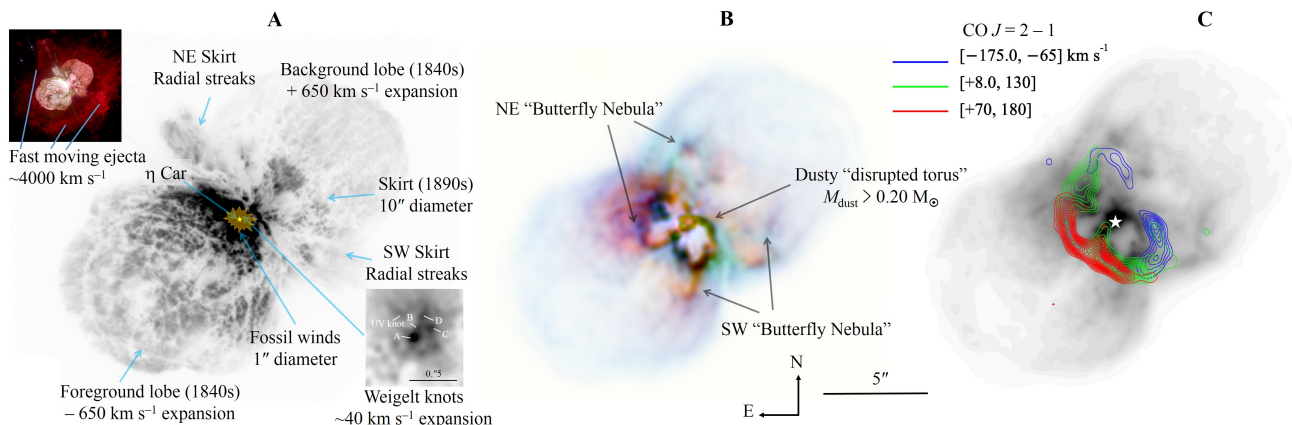 A
NE Skirt
Radial streaks
Background lobe (1840s)
+ 650 km s⁻¹ expansion
Fast moving ejecta
~4000 km s⁻¹
η Car
Skirt (1890s)
10″ diameter
SW Skirt
Radial streaks
Fossil winds
1″ diameter
Foreground lobe (1840s)
− 650 km s⁻¹ expansion
UV knot
B
D
A
C
0.″5
Weigelt knots
~40 km s⁻¹ expansion
B
NE “Butterfly Nebula”
Dusty “disrupted torus”
M_dust > 0.20 M_⊙
SW “Butterfly Nebula”
N
E
5″
C
CO J = 2 – 1
[−175.0, −65] km s⁻¹
[+8.0, 130]
[+70, 180]